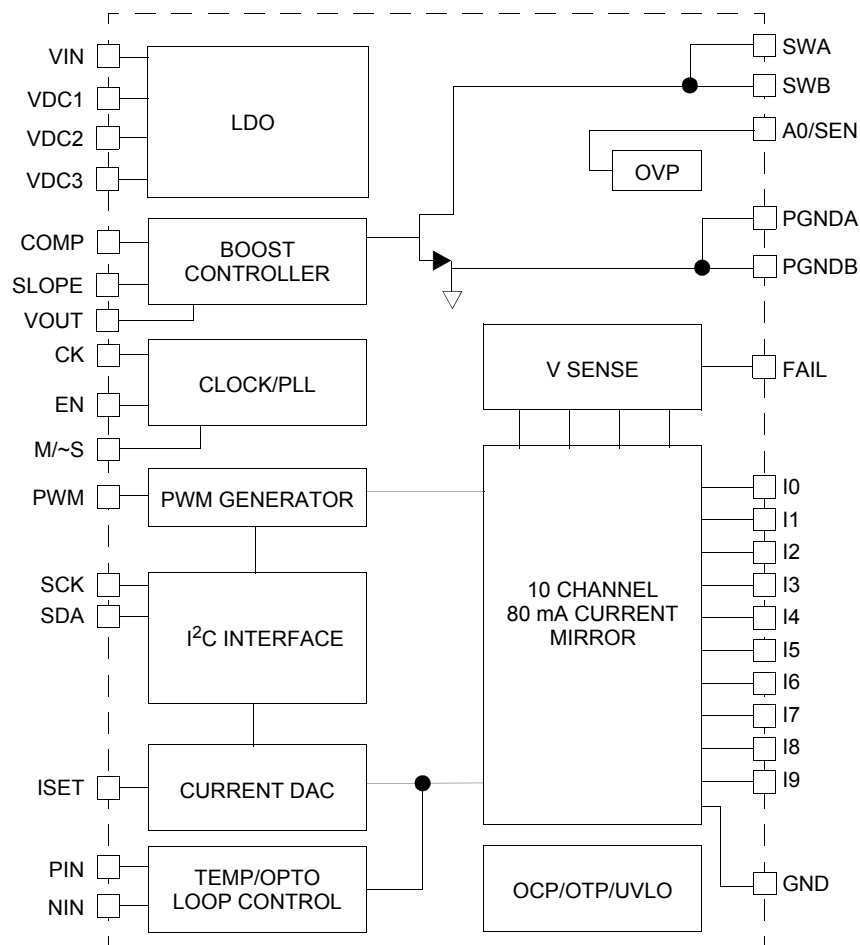 VIN
VDC1
VDC2
VDC3
LDO
SWA
SWB
A0/SEN
OVP
COMP
SLOPE
VOUT
BOOST
CONTROLLER
PGNDA
PGNDB
CK
EN
M/~S
CLOCK/PLL
V SENSE
FAIL
PWM
PWM GENERATOR
SCK
SDA
I²C INTERFACE
10 CHANNEL
80 mA CURRENT
MIRROR
I0
I1
I2
I3
I4
I5
I6
I7
I8
I9
ISET
CURRENT DAC
PIN
NIN
TEMP/OPTO
LOOP CONTROL
OCP/OTP/UVLO
GND